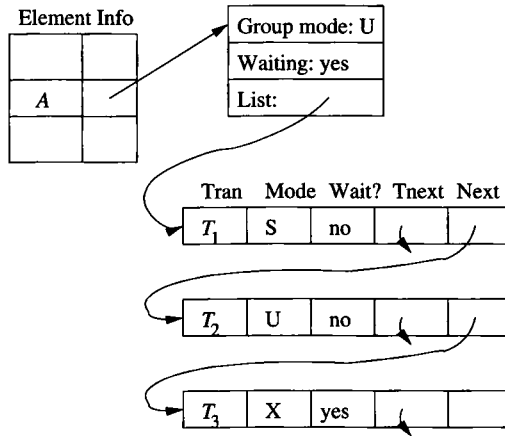 Element Info
Group mode: U
Waiting: yes
List:
A
Tran Mode Wait? Tnext Next
T1 S no
T2 U no
T3 X yes